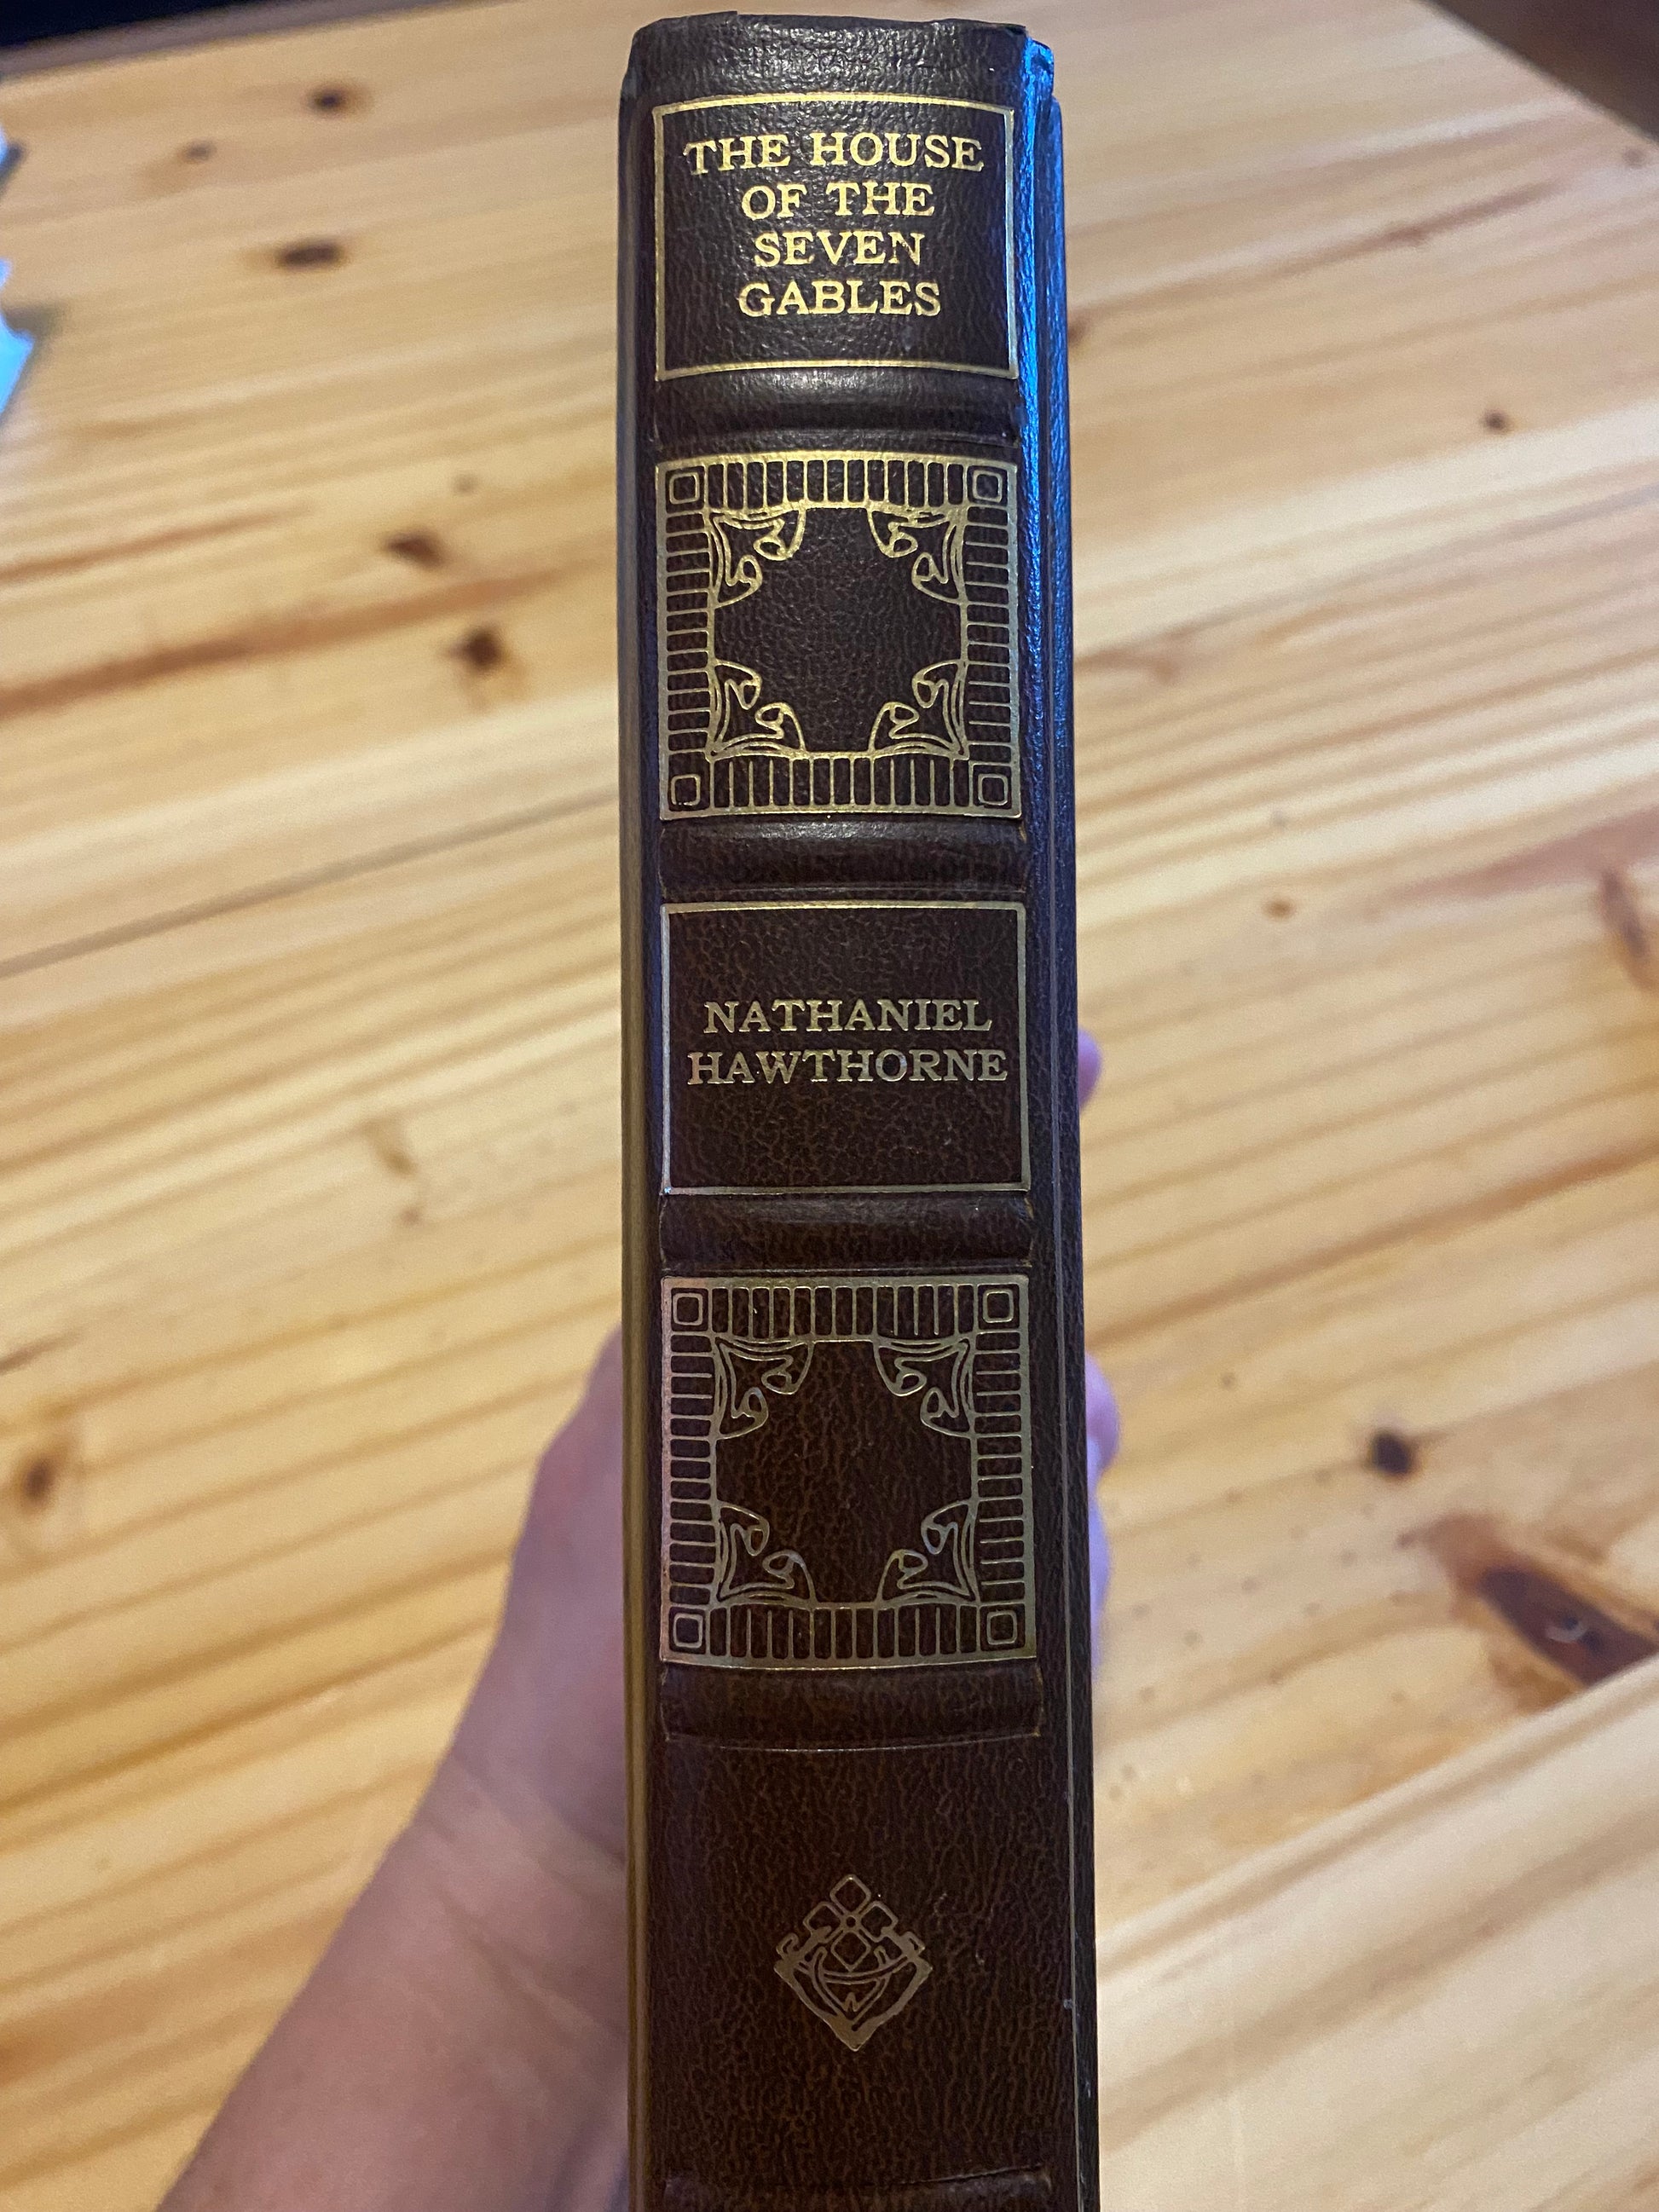 THE HOUSE
OF THE
SEVEN
GABLES
NATHANIEL
HAWTHORNE